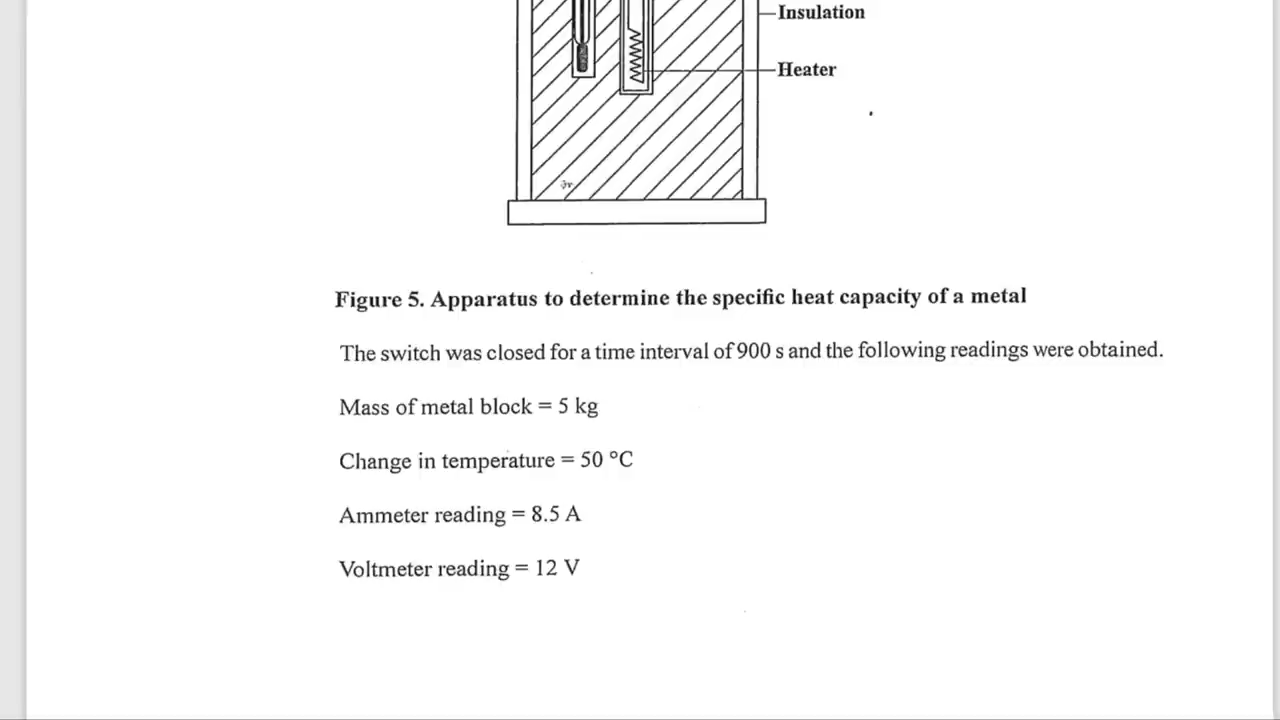 Insulation
Heater
Figure 5. Apparatus to determine the specific heat capacity of a metal
The switch was closed for a time interval of 900 s and the following readings were obtained.
Mass of metal block = 5 kg
Change in temperature = 50 °C
Ammeter reading = 8.5 A
Voltmeter reading = 12 V